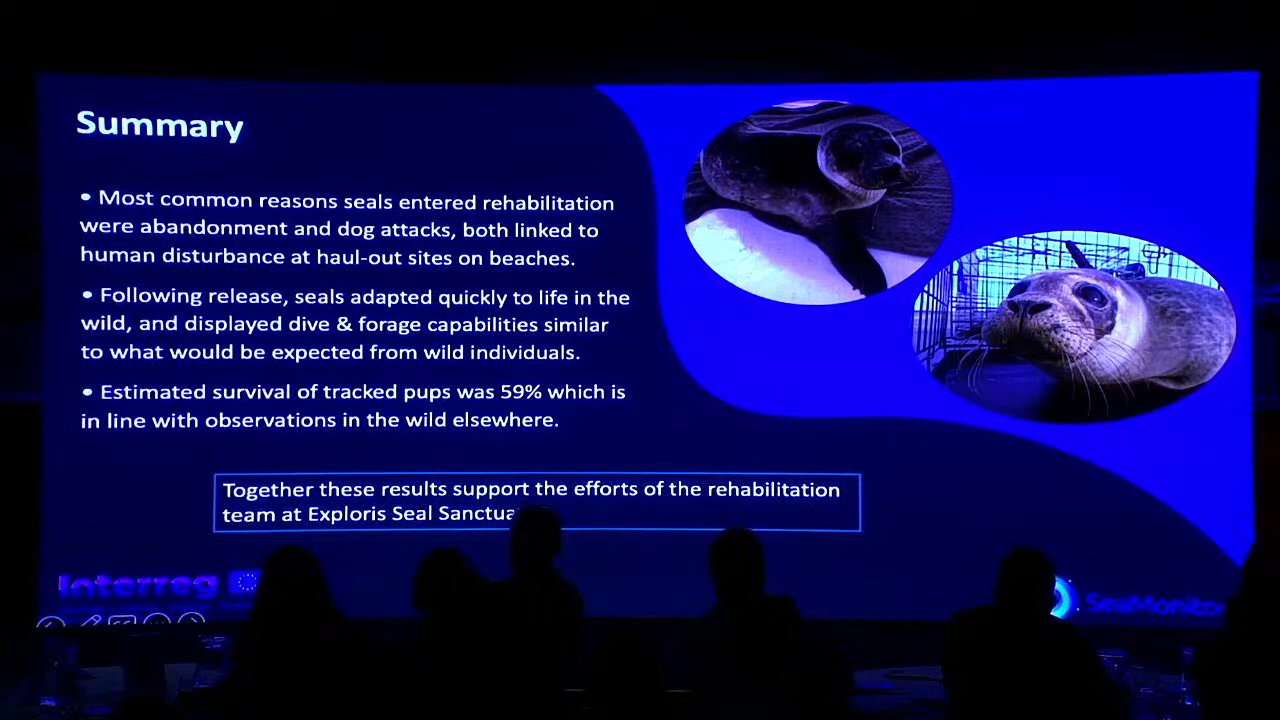 Summary
• Most common reasons seals entered rehabilitation
were abandonment and dog attacks, both linked to
human disturbance at haul-out sites on beaches.
• Following release, seals adapted quickly to life in the
wild, and displayed dive & forage capabilities similar
to what would be expected from wild individuals.
• Estimated survival of tracked pups was 59% which is
in line with observations in the wild elsewhere.
Together these results support the efforts of the rehabilitation
team at Exploris Seal
Interreg